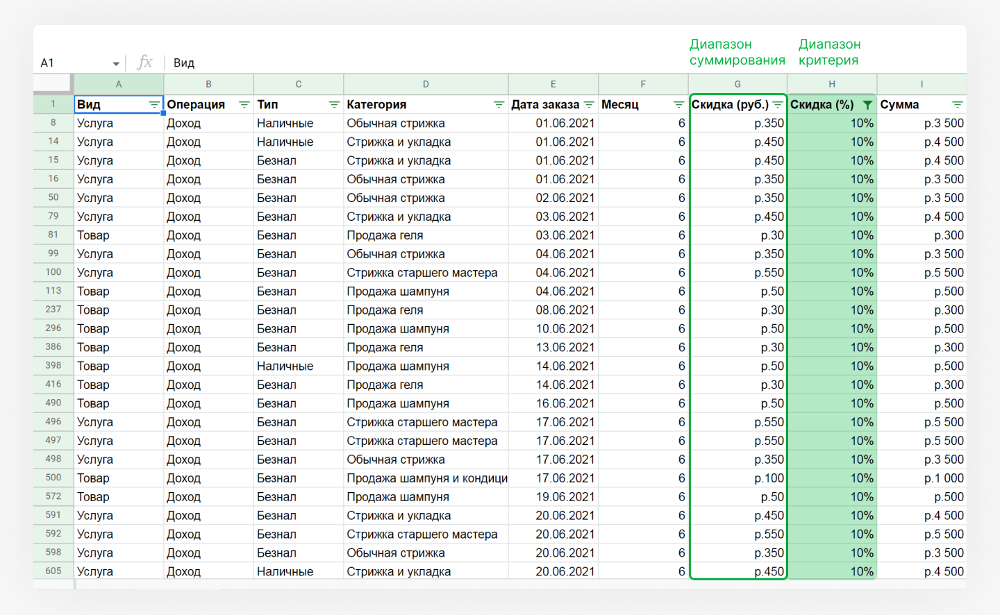 Диапазон суммирования
Диапазон критерия
A1 fx Вид
A B C D E F G H I
1 Вид Операция Тип Категория Дата заказа Месяц Скидка (руб.) Скидка (%) Сумма
8 Услуга Доход Наличные Обычная стрижка 01.06.2021 6 р.350 10% р.3 500
14 Услуга Доход Наличные Стрижка и укладка 01.06.2021 6 р.450 10% р.4 500
15 Услуга Доход Безнал Стрижка и укладка 01.06.2021 6 р.450 10% р.4 500
16 Услуга Доход Безнал Обычная стрижка 01.06.2021 6 р.350 10% р.3 500
50 Услуга Доход Безнал Обычная стрижка 02.06.2021 6 р.350 10% р.3 500
79 Услуга Доход Безнал Стрижка и укладка 03.06.2021 6 р.450 10% р.4 500
81 Товар Доход Безнал Продажа геля 03.06.2021 6 р.30 10% р.300
99 Услуга Доход Безнал Обычная стрижка 04.06.2021 6 р.350 10% р.3 500
100 Услуга Доход Безнал Стрижка старшего мастера 04.06.2021 6 р.550 10% р.5 500
113 Товар Доход Безнал Продажа шампуня 04.06.2021 6 р.50 10% р.500
237 Товар Доход Безнал Продажа геля 08.06.2021 6 р.30 10% р.300
296 Товар Доход Безнал Продажа шампуня 10.06.2021 6 р.50 10% р.500
386 Товар Доход Безнал Продажа геля 13.06.2021 6 р.30 10% р.300
398 Товар Доход Наличные Продажа шампуня 14.06.2021 6 р.50 10% р.500
416 Товар Доход Безнал Продажа геля 14.06.2021 6 р.30 10% р.300
490 Товар Доход Безнал Продажа шампуня 16.06.2021 6 р.50 10% р.500
496 Услуга Доход Безнал Стрижка старшего мастера 17.06.2021 6 р.550 10% р.5 500
497 Услуга Доход Безнал Стрижка старшего мастера 17.06.2021 6 р.550 10% р.5 500
498 Услуга Доход Безнал Обычная стрижка 17.06.2021 6 р.350 10% р.3 500
500 Товар Доход Безнал Продажа шампуня и кондици 17.06.2021 6 р.100 10% р.1 000
572 Товар Доход Безнал Продажа шампуня 19.06.2021 6 р.50 10% р.500
591 Услуга Доход Безнал Стрижка и укладка 20.06.2021 6 р.450 10% р.4 500
592 Услуга Доход Безнал Стрижка старшего мастера 20.06.2021 6 р.550 10% р.5 500
598 Услуга Доход Безнал Обычная стрижка 20.06.2021 6 р.350 10% р.3 500
605 Услуга Доход Наличные Стрижка и укладка 20.06.2021 6 р.450 10% р.4 500